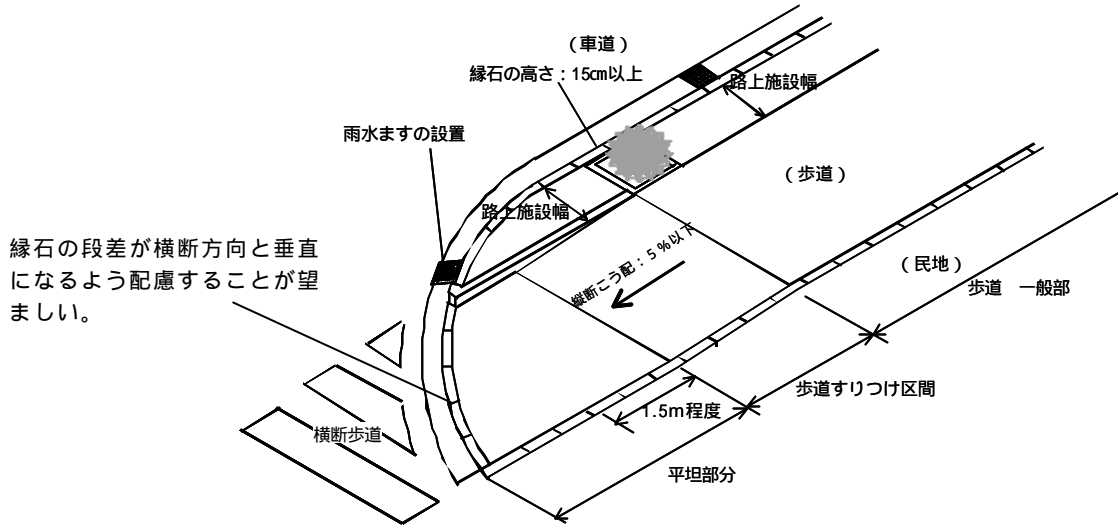 （車道）
縁石の高さ：15㎝以上
路上施設幅
雨水ますの設置
（歩道）
路上施設幅
縁石の段差が横断方向と垂直
になるよう配慮することが望
ましい。
縦断こう配：５％以下
（民地）
歩道　一般部
歩道すりつけ区間
1.5ｍ程度
横断歩道
平坦部分